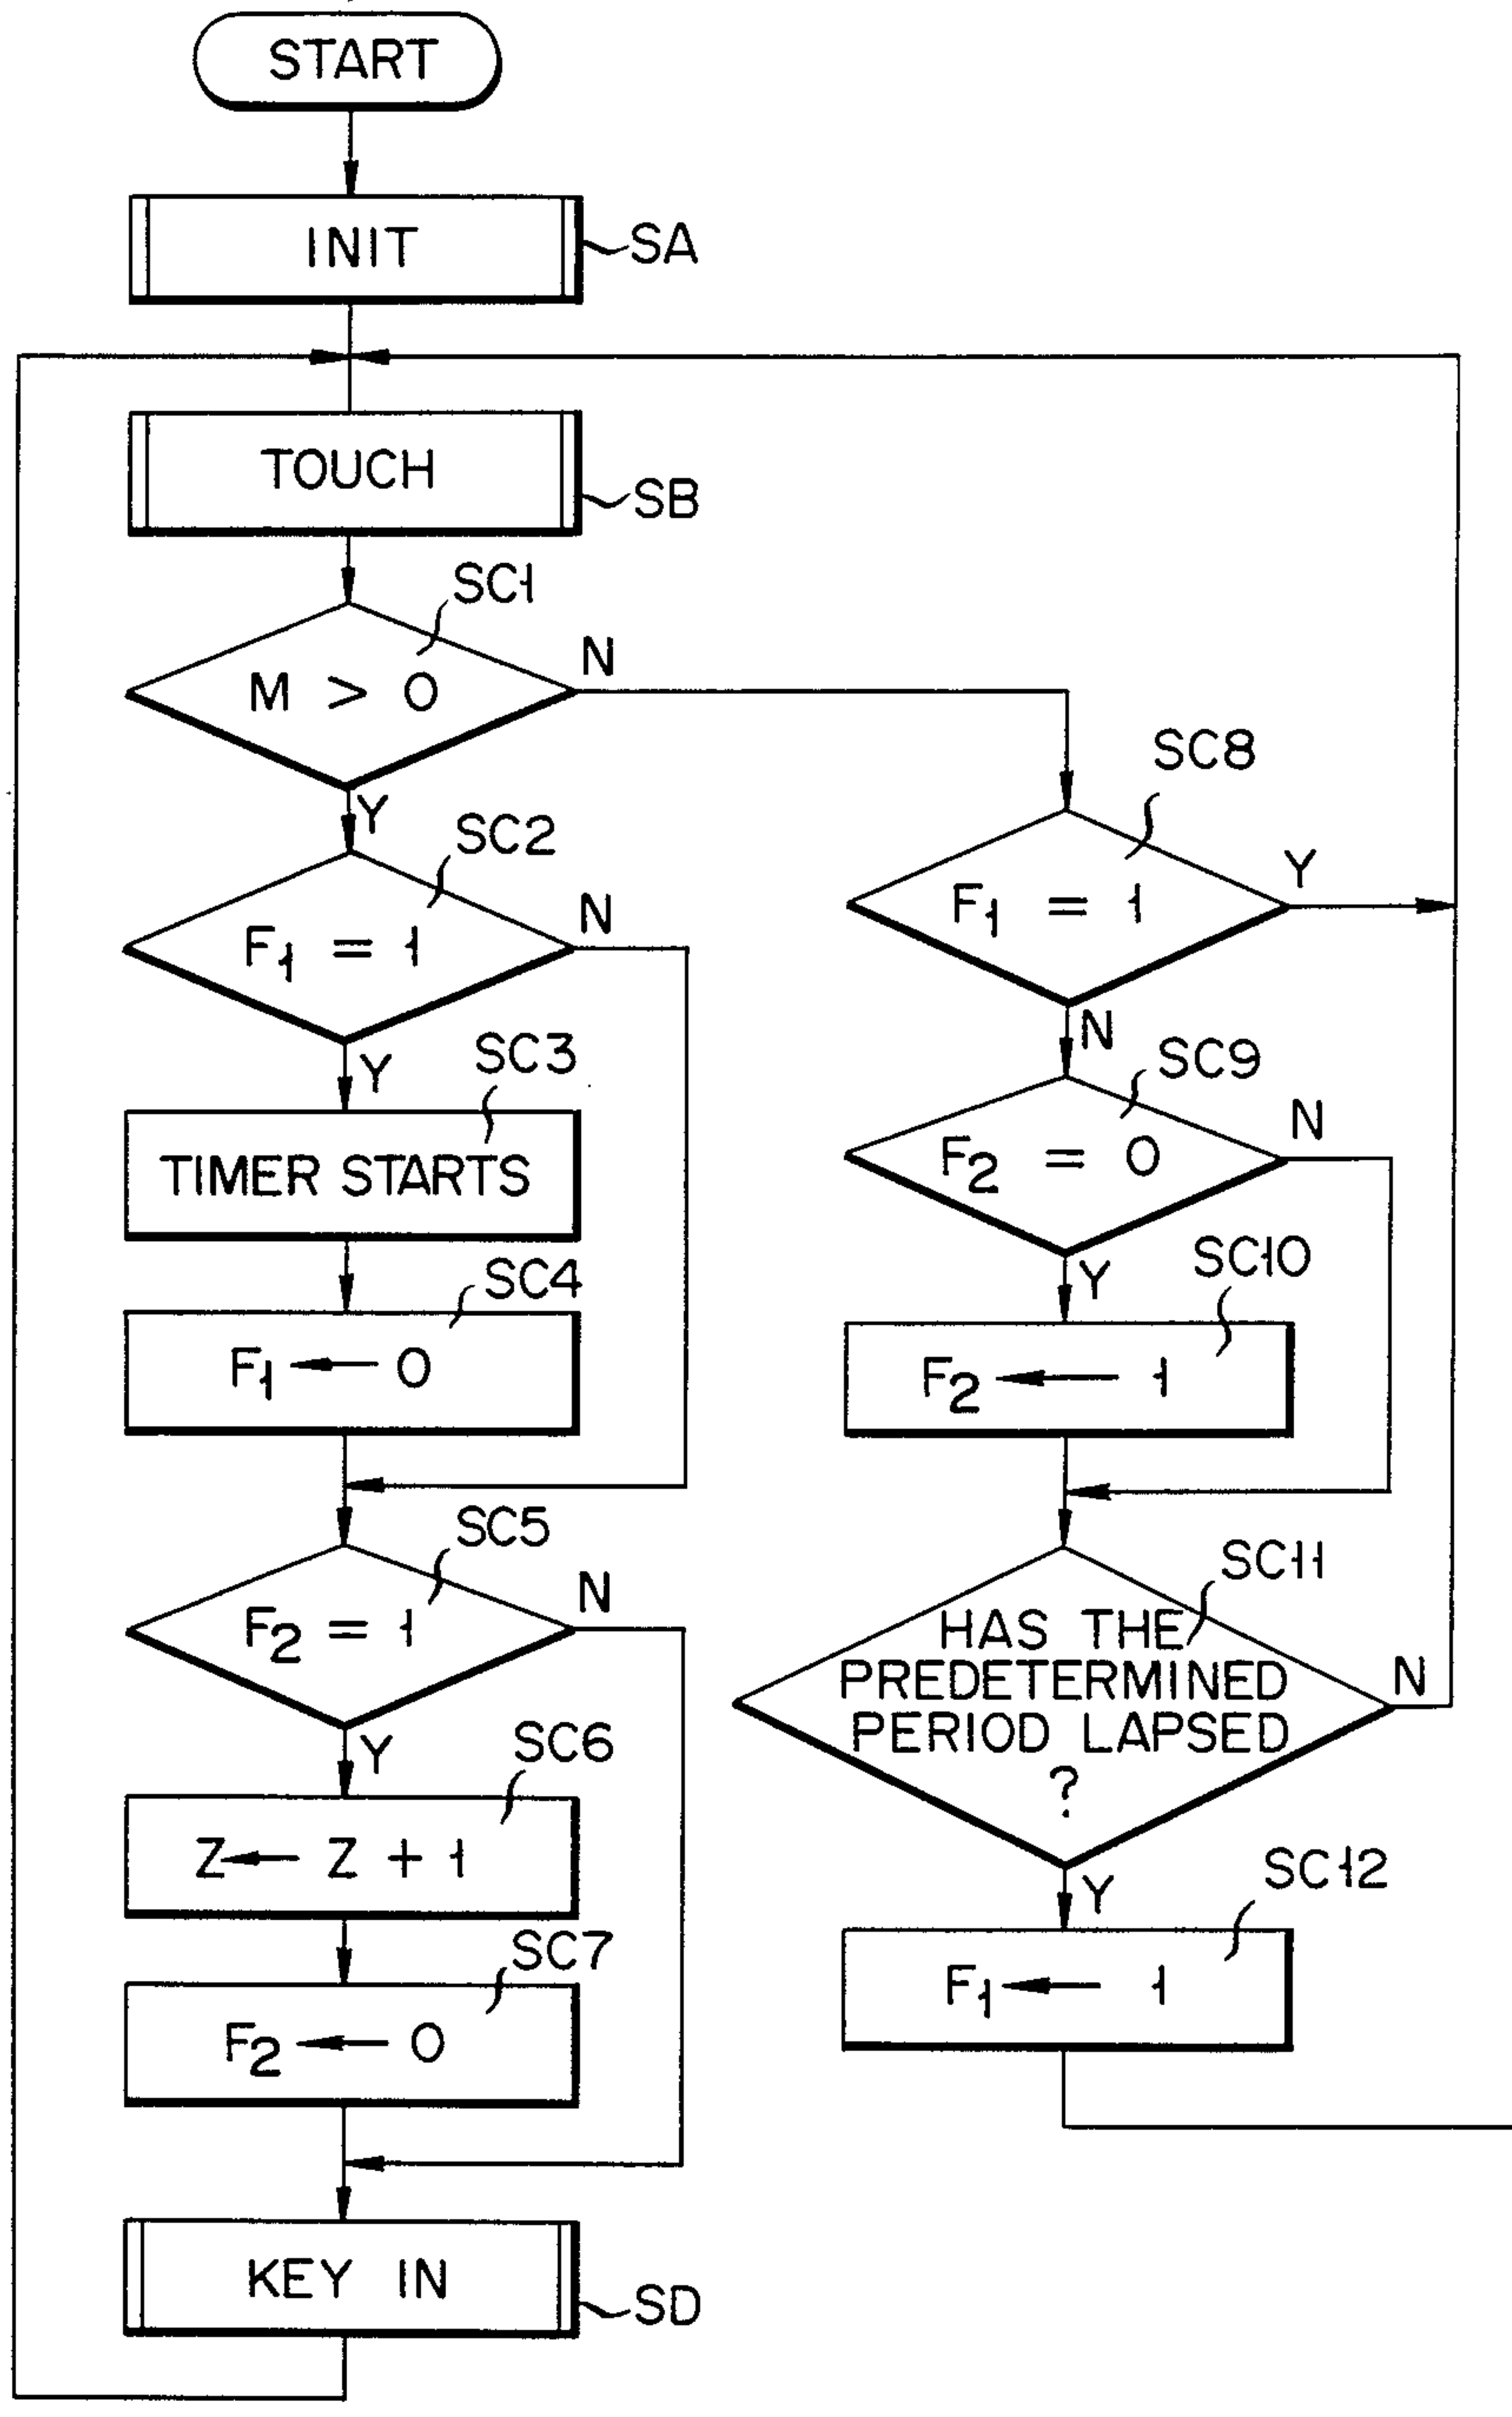 START
INIT
SA
TOUCH
SB
SC1
M > 0
N
Y
SC2
F1 = 1
N
Y
SC3
TIMER STARTS
SC4
F1 ← 0
SC5
F2 = 1
N
Y
SC6
Z ← Z + 1
SC7
F2 ← 0
KEY IN
SD
SC8
F1 = 1
Y
N
SC9
F2 = 0
N
Y
SC10
F2 ← 1
SC11
HAS THE
PREDETERMINED
PERIOD LAPSED
?
N
Y
SC12
F1 ← 1